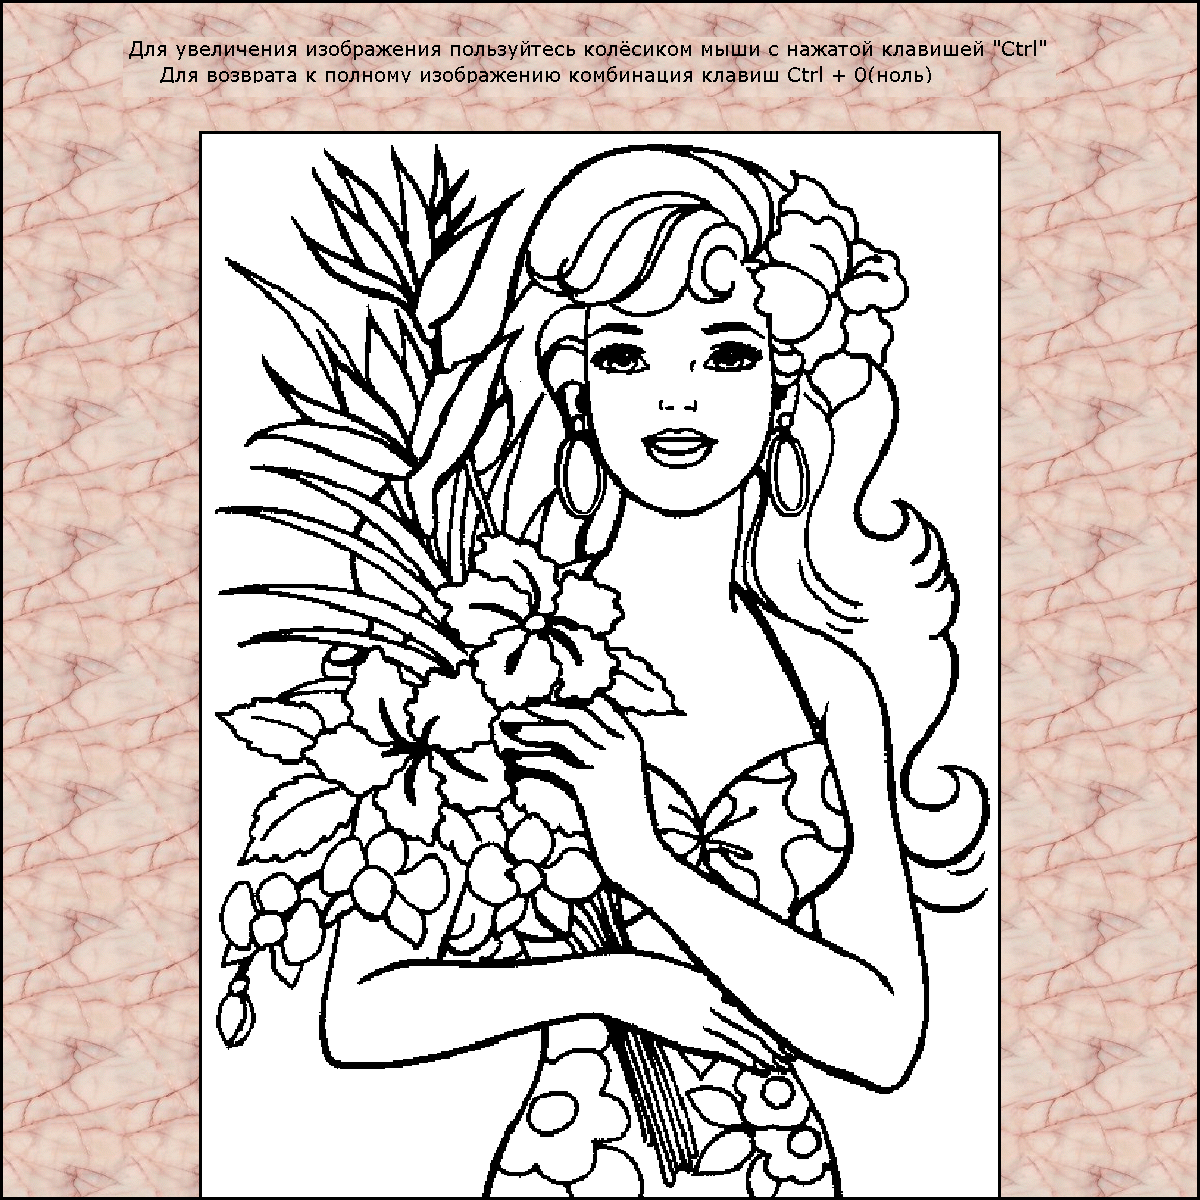 Для увеличения изображения пользуйтесь колёсиком мыши с нажатой клавишей "Ctrl"
Для возврата к полному изображению комбинация клавиш Ctrl + 0(ноль)